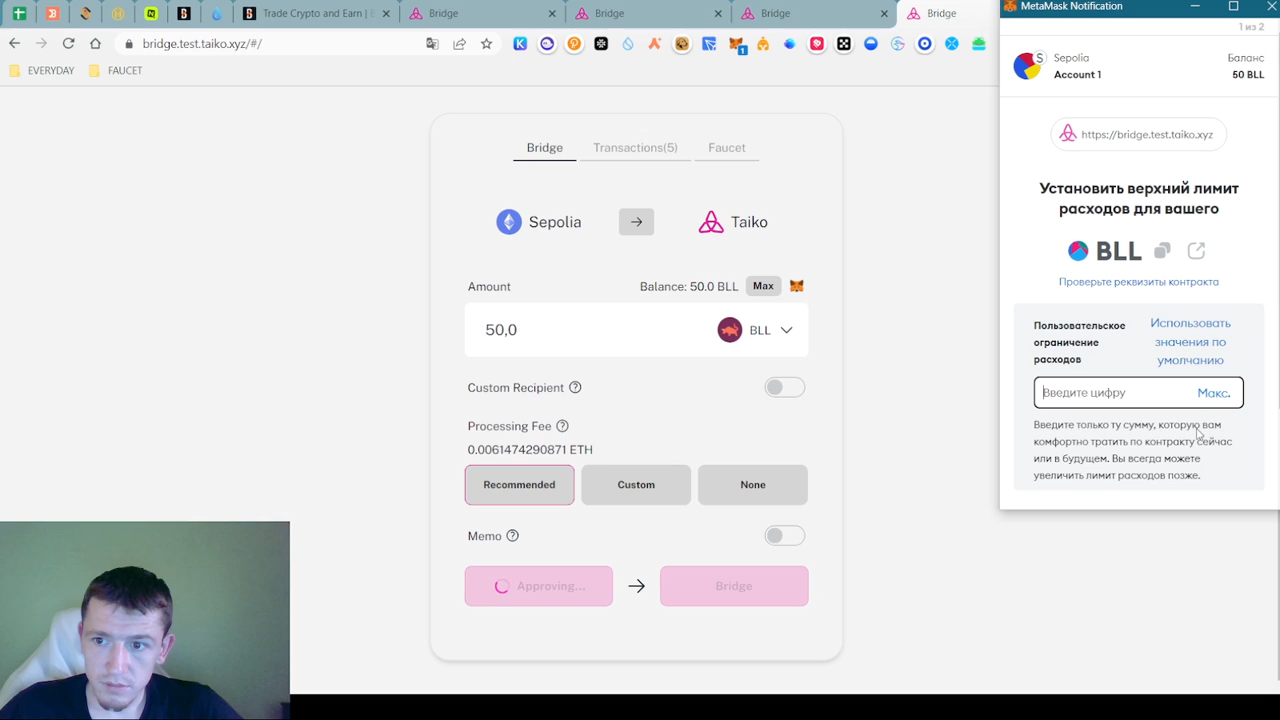 Trade Crypto and Earn | B
Bridge
Bridge
Bridge
Bridge
bridge.test.taiko.xyz/#/
1
EVERYDAY
FAUCET
Bridge
Transactions(5)
Faucet
Sepolia
Taiko
Amount
Balance: 50.0 BLL
Max
50,0
BLL
Custom Recipient
Processing Fee
0.0061474290871 ETH
Recommended
Custom
None
Memo
Approving...
Bridge
MetaMask Notification
1 из 2
S
Sepolia
Account 1
Баланс
50 BLL
https://bridge.test.taiko.xyz
Установить верхний лимит
расходов для вашего
BLL
Проверьте реквизиты контракта
Пользовательское
ограничение
расходов
Использовать
значения по
умолчанию
Введите цифру
Макс.
Введите только ту сумму, которую вам
комфортно тратить по контракту сейчас
или в будущем. Вы всегда можете
увеличить лимит расходов позже.